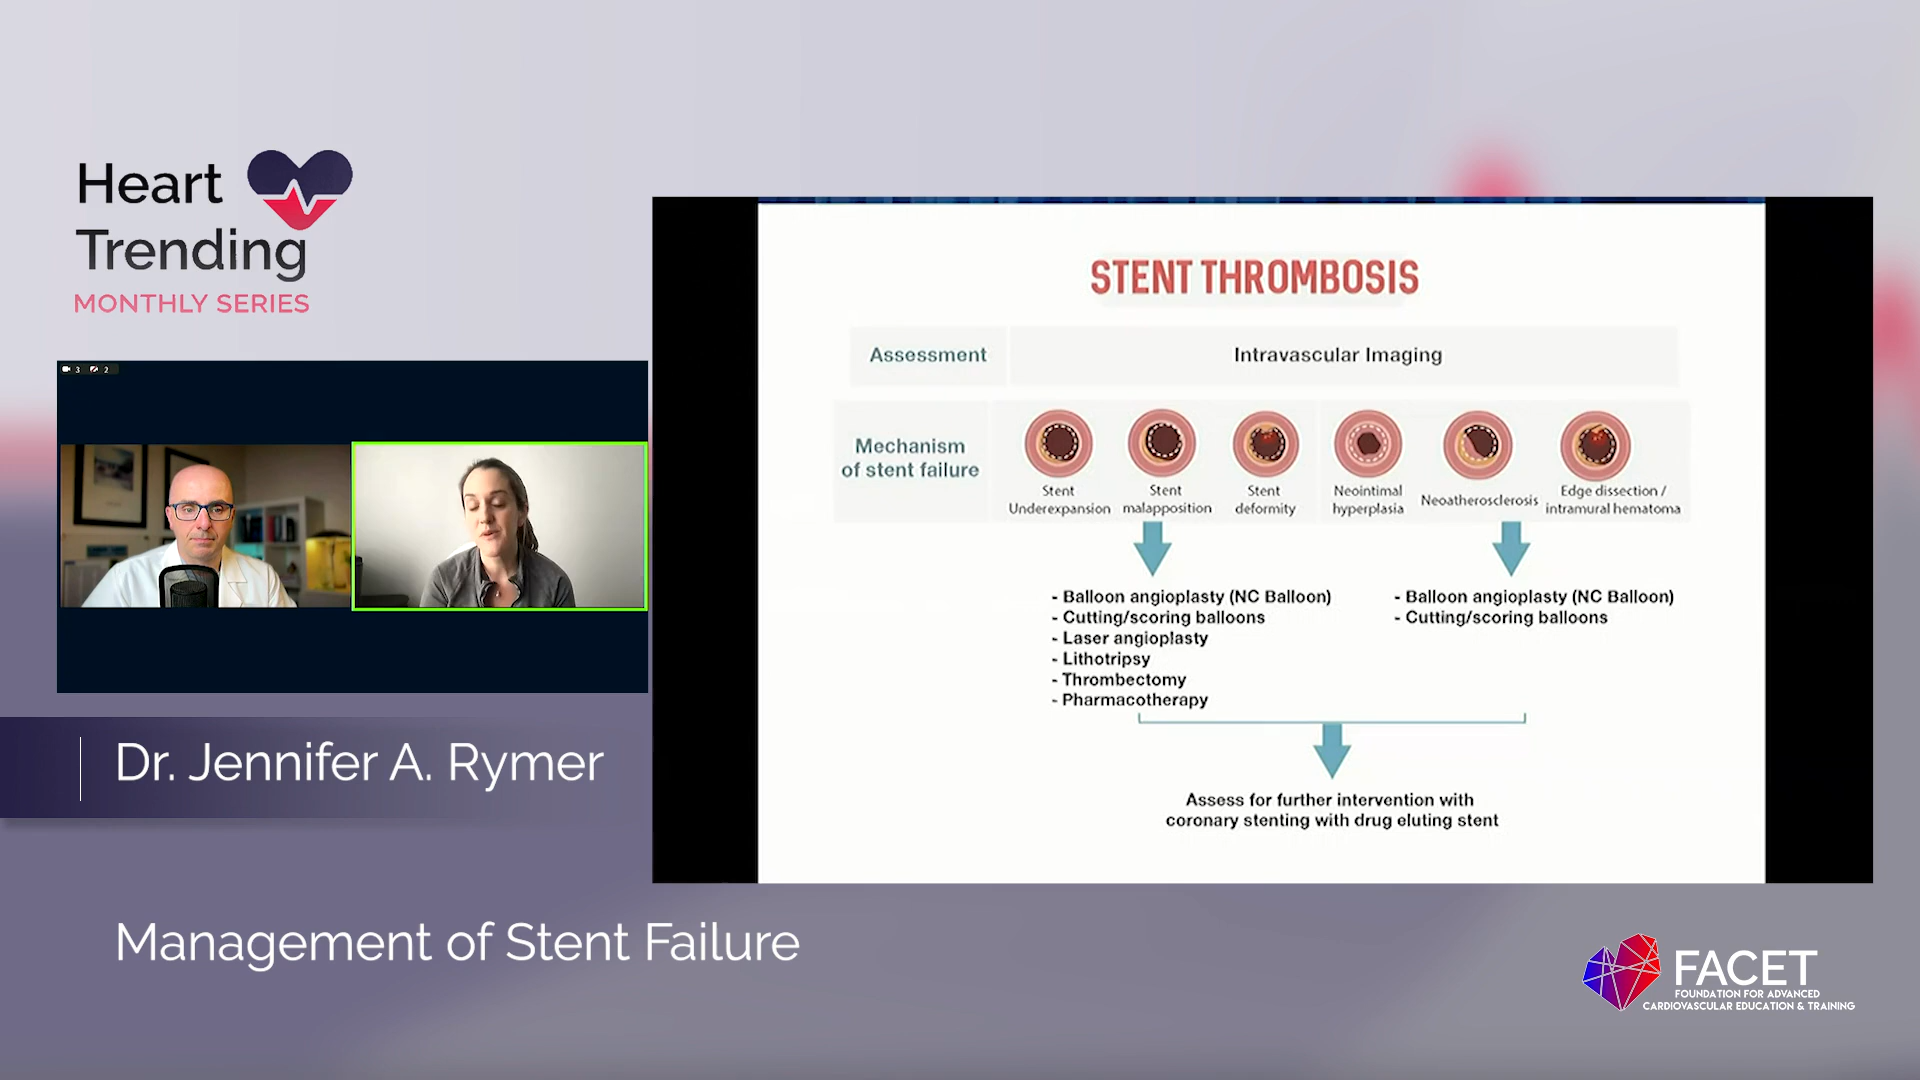 Heart
Trending
MONTHLY SERIES
3 2
Dr. Jennifer A. Rymer
Management of Stent Failure
STENT THROMBOSIS
Assessment
Intravascular Imaging
Mechanism
of stent failure
Stent
Underexpansion
Stent
malapposition
Stent
deformity
Neointimal
hyperplasia
Neoatherosclerosis
Edge dissection /
intramural hematoma
- Balloon angioplasty (NC Balloon)
- Cutting/scoring balloons
- Laser angioplasty
- Lithotripsy
- Thrombectomy
- Pharmacotherapy
- Balloon angioplasty (NC Balloon)
- Cutting/scoring balloons
Assess for further intervention with
coronary stenting with drug eluting stent
FACET
FOUNDATION FOR ADVANCED
CARDIOVASCULAR EDUCATION & TRAINING